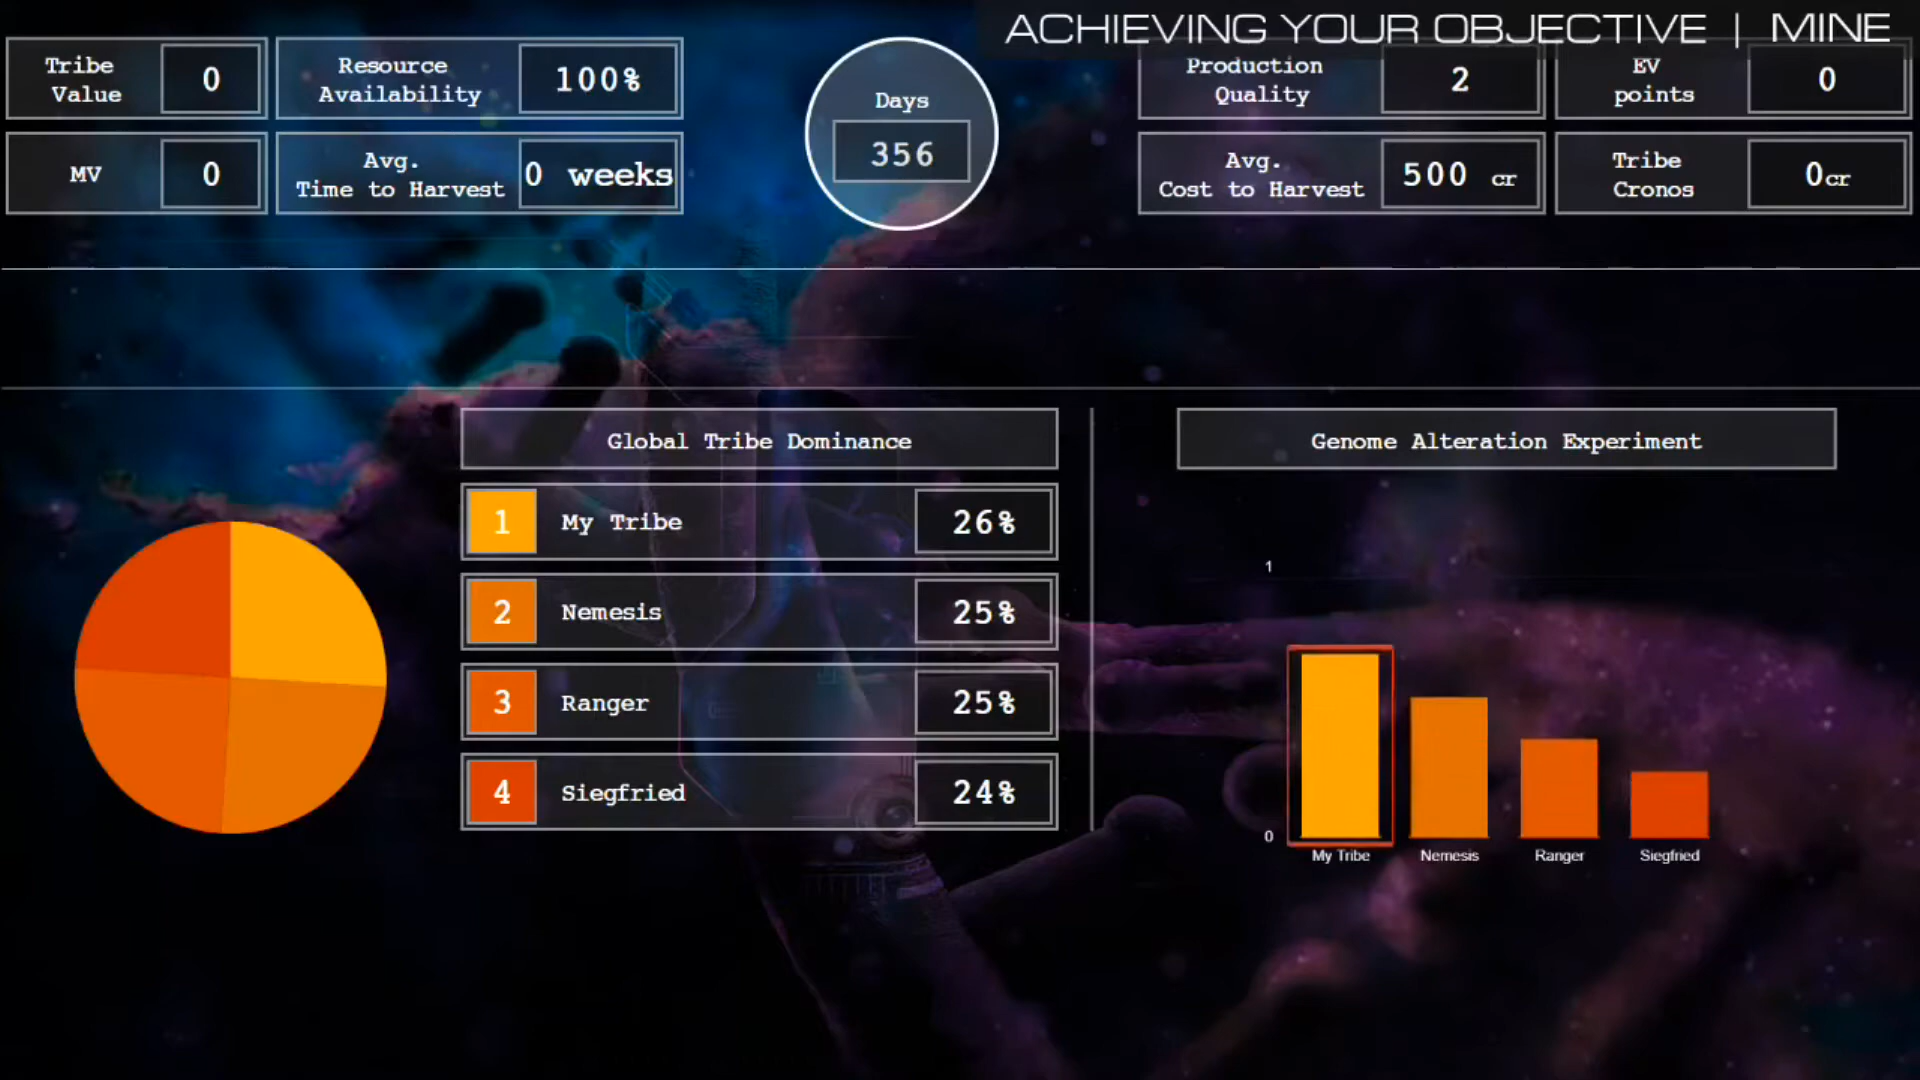 ACHIEVING YOUR OBJECTIVE | MINE
Tribe
Value
0
Resource
Availability
100%
Days
356
Production
Quality
2
EV
points
0
MV
0
Avg.
Time to Harvest
0 weeks
Avg.
Cost to Harvest
500 cr
Tribe
Cronos
0cr
Global Tribe Dominance
1 My Tribe 26%
2 Nemesis 25%
3 Ranger 25%
4 Siegfried 24%
Genome Alteration Experiment
1
0
My Tribe Nemesis Ranger Siegfried